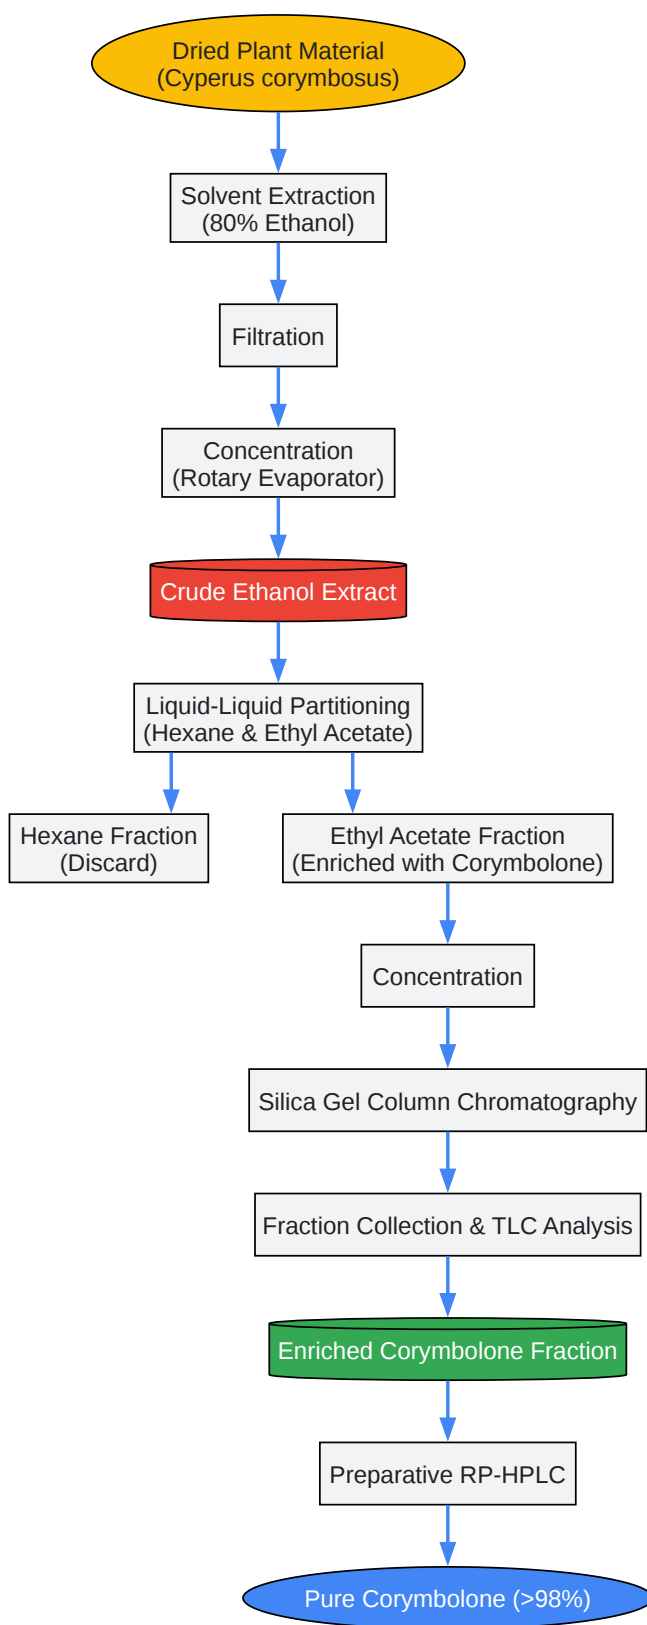 Dried Plant Material
(Cyperus corymbosus)
Solvent Extraction
(80% Ethanol)
Filtration
Concentration
(Rotary Evaporator)
Crude Ethanol Extract
Liquid-Liquid Partitioning
(Hexane & Ethyl Acetate)
Hexane Fraction
(Discard)
Ethyl Acetate Fraction
(Enriched with Corymbolone)
Concentration
Silica Gel Column Chromatography
Fraction Collection & TLC Analysis
Enriched Corymbolone Fraction
Preparative RP-HPLC
Pure Corymbolone (>98%)